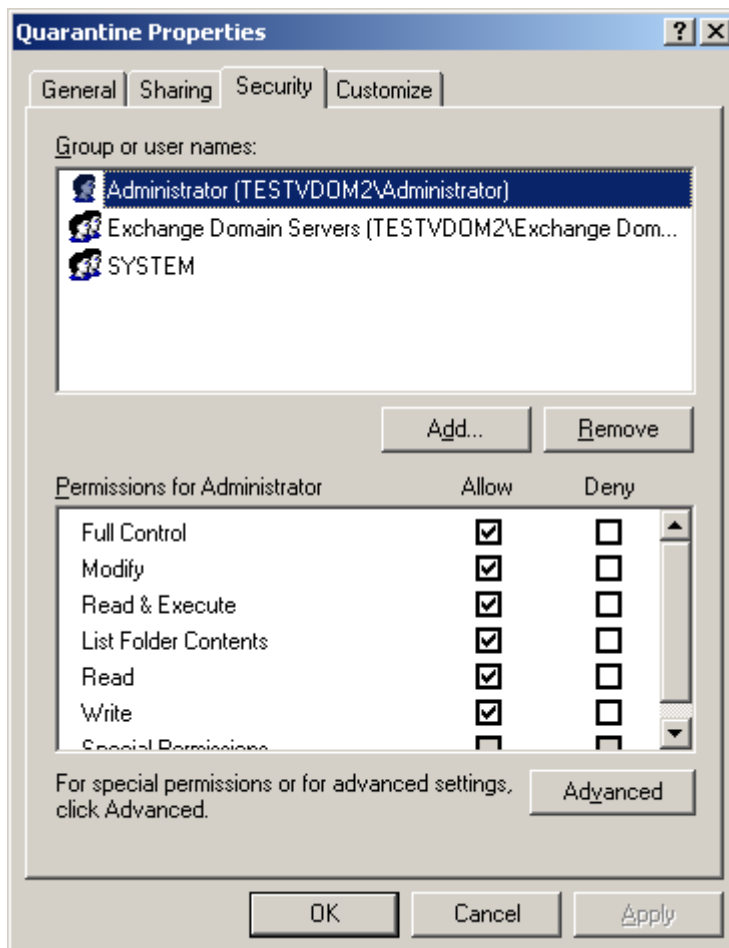 Quarantine Properties
General Sharing Security Customize
Group or user names:
Administrator (TESTVDOM2\Administrator)
Exchange Domain Servers (TESTVDOM2\Exchange Dom...
SYSTEM
Add... Remove
Permissions for Administrator Allow Deny
Full Control
Modify
Read & Execute
List Folder Contents
Read
Write
Special Permissions
For special permissions or for advanced settings, Advanced
click Advanced.
OK Cancel Apply